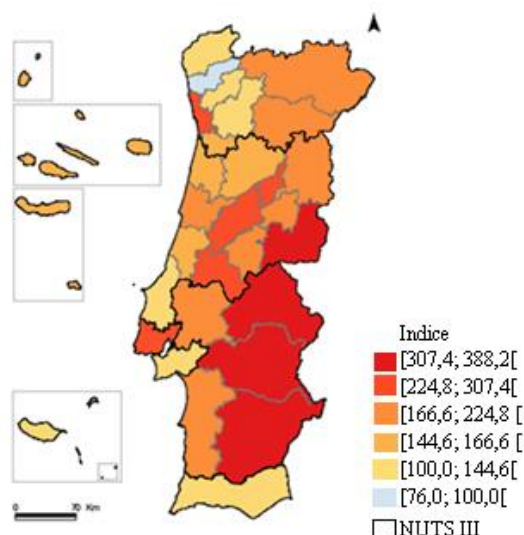 Indice
[307,4; 388,2[
[224,8; 307,4[
[166,6; 224,8 [
[144,6; 166,6 [
[100,0; 144,6[
[76,0; 100,0[
NUTS III
0 70 Km